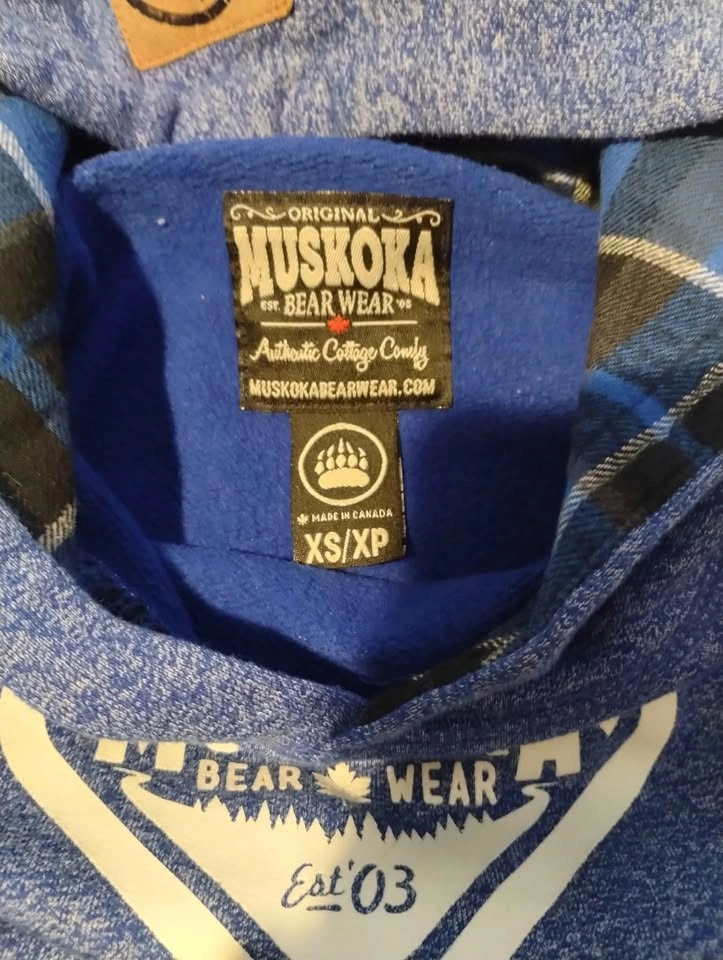 ORIGINAL
MUSKOKA
EST. BEAR WEAR '03
Authentic Cottage Comfy
MUSKOKABEARWEAR.COM
MADE IN CANADA
XS/XP
BEAR WEAR
Est' 03